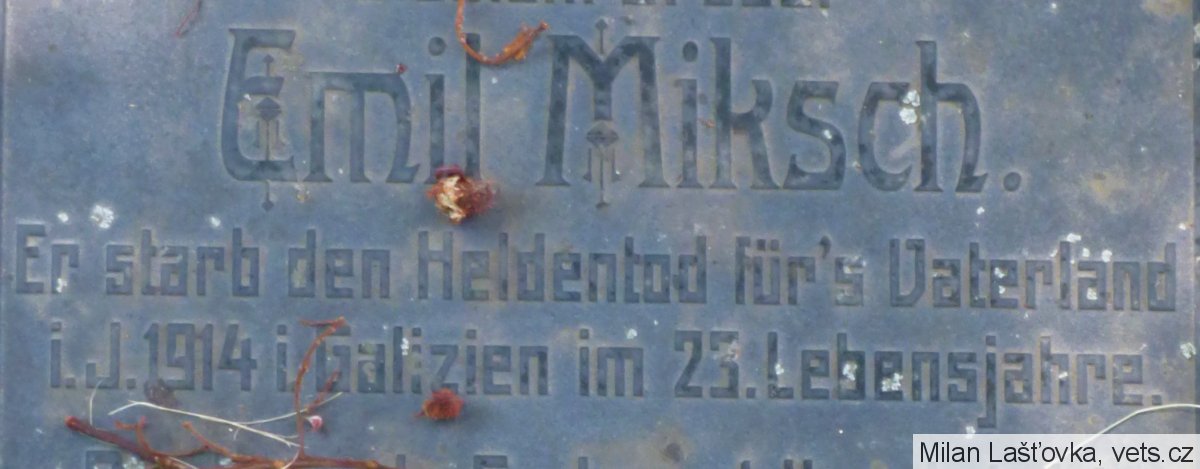 Emil Miksch.
Er starb den Heldentod für's Vaterland
i. J. 1914 i. Galizien im 23. Lebensjahre.
Milan Lašťovka, vets.cz